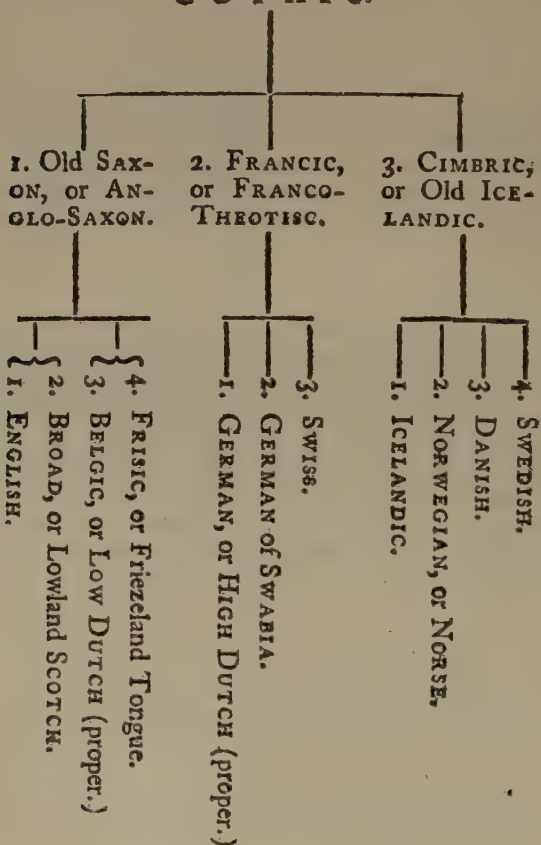 1. Old Sax-
on, or An-
glo-Saxon.
2. Francic,
or Franco-
Theotisc.
3. Cimbric,
or Old Ice-
landic.
1. English.
2. Broad, or Lowland Scotch.
3. Belgic, or Low Dutch (proper.)
4. Frisic, or Friezeland Tongue.
1. German, or High Dutch (proper.)
2. German of Swabia.
3. Swiss.
1. Icelandic.
2. Norwegian, or Norse.
3. Danish.
4. Swedish.